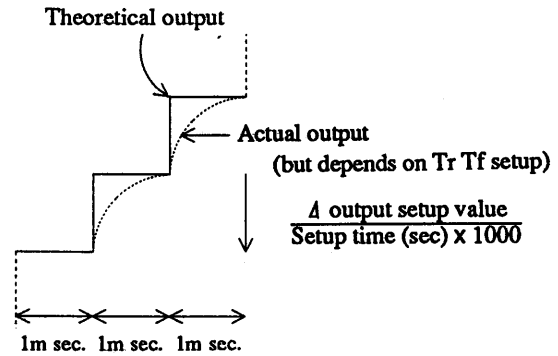 Theoretical output
Actual output
(but depends on Tr Tf setup)
Δ output setup value
Setup time (sec) x 1000
1m sec. 1m sec. 1m sec.